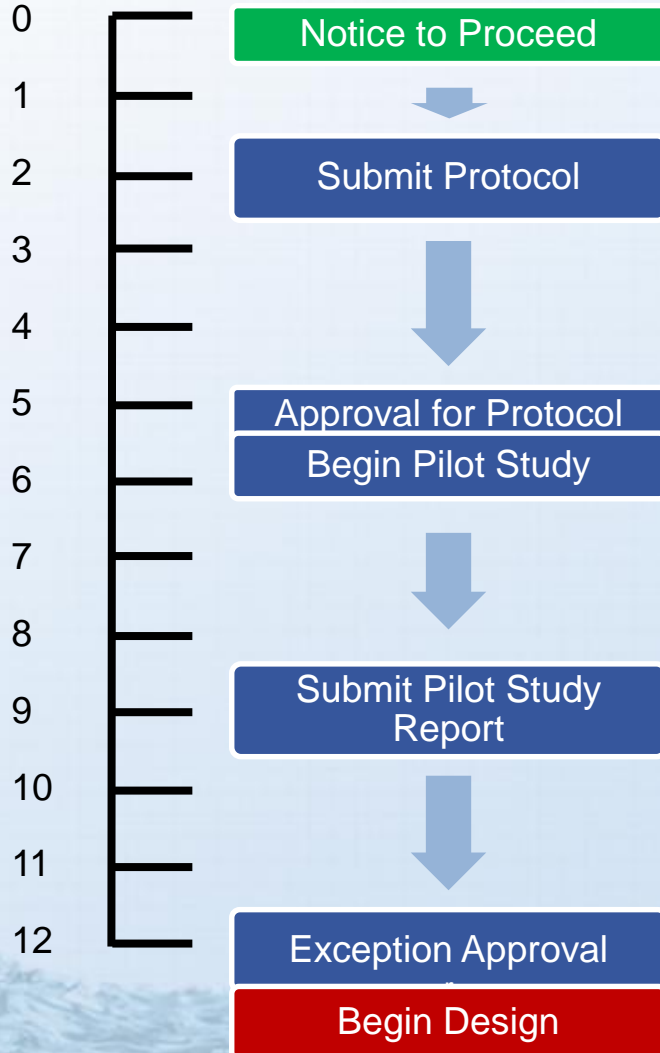 0
Notice to Proceed
1
2
Submit Protocol
3
4
5
Approval for Protocol
Begin Pilot Study
6
7
8
9
Submit Pilot Study
Report
10
11
12
Exception Approval
Begin Design